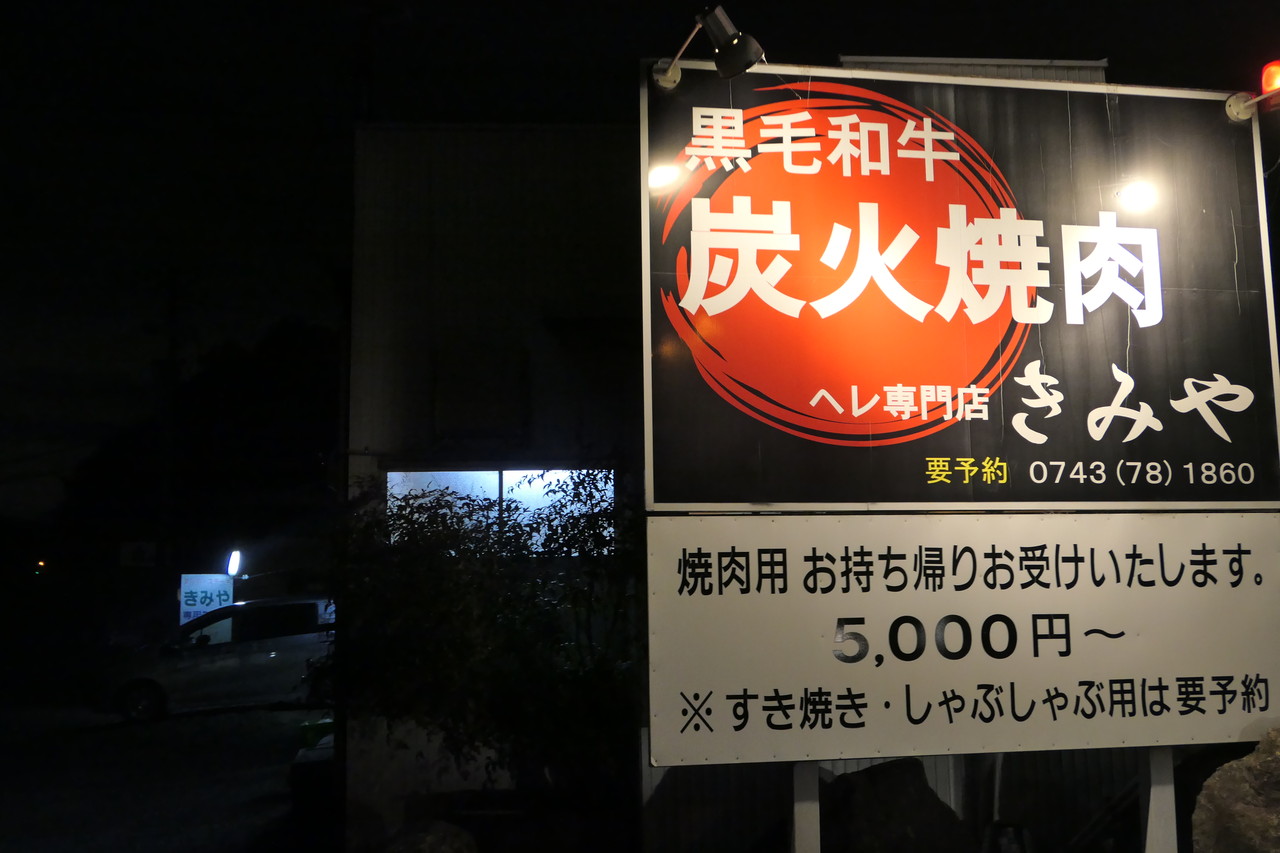 黒毛和牛
炭火焼肉
ヘレ専門店 きみや
要予約 0743(78)1860
焼肉用 お持ち帰りお受けいたします。
5,000円～
※すき焼き・しゃぶしゃぶ用は要予約
きみや